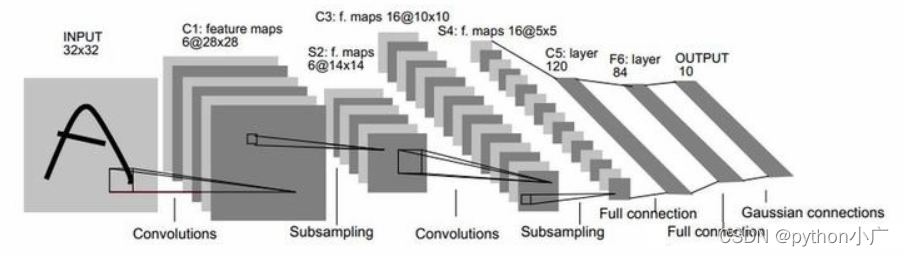 INPUT
32x32
C1: feature maps
6@28x28
S2: f. maps
6@14x14
C3: f. maps 16@10x10
S4: f. maps 16@5x5
C5: layer
120
F6: layer
84
OUTPUT
10
Convolutions
Subsampling
Convolutions
Subsampling
Full connection
Full connection
Gaussian connections
CSDN @python小广